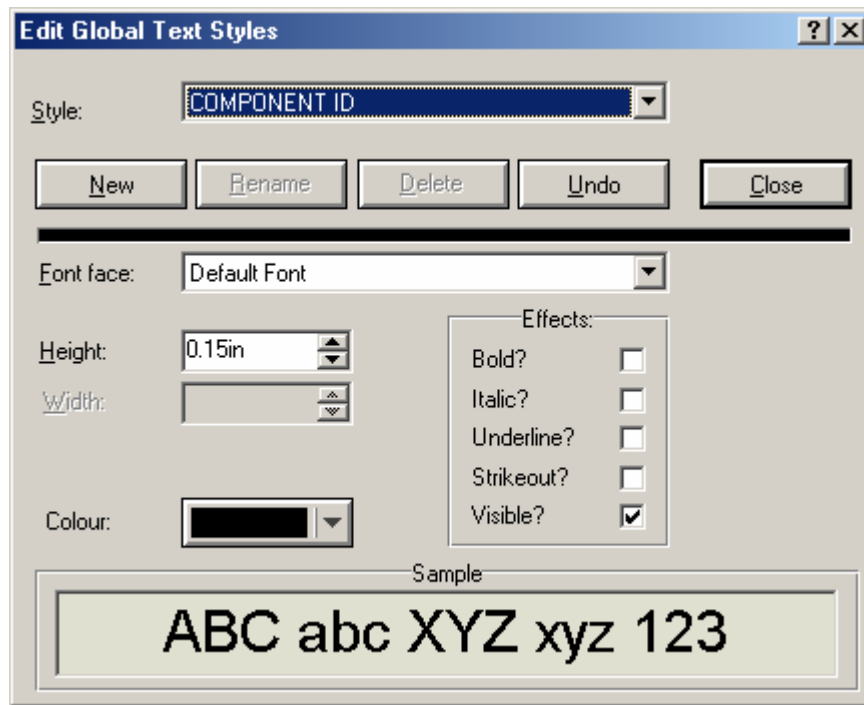 Edit Global Text Styles
Style: COMPONENT ID
New Rename Delete Undo Close
Font face: Default Font
Effects:
Height: 0.15in
Bold?
Width:
Italic?
Underline?
Strikeout?
Colour:
Visible?
Sample
ABC abc XYZ xyz 123